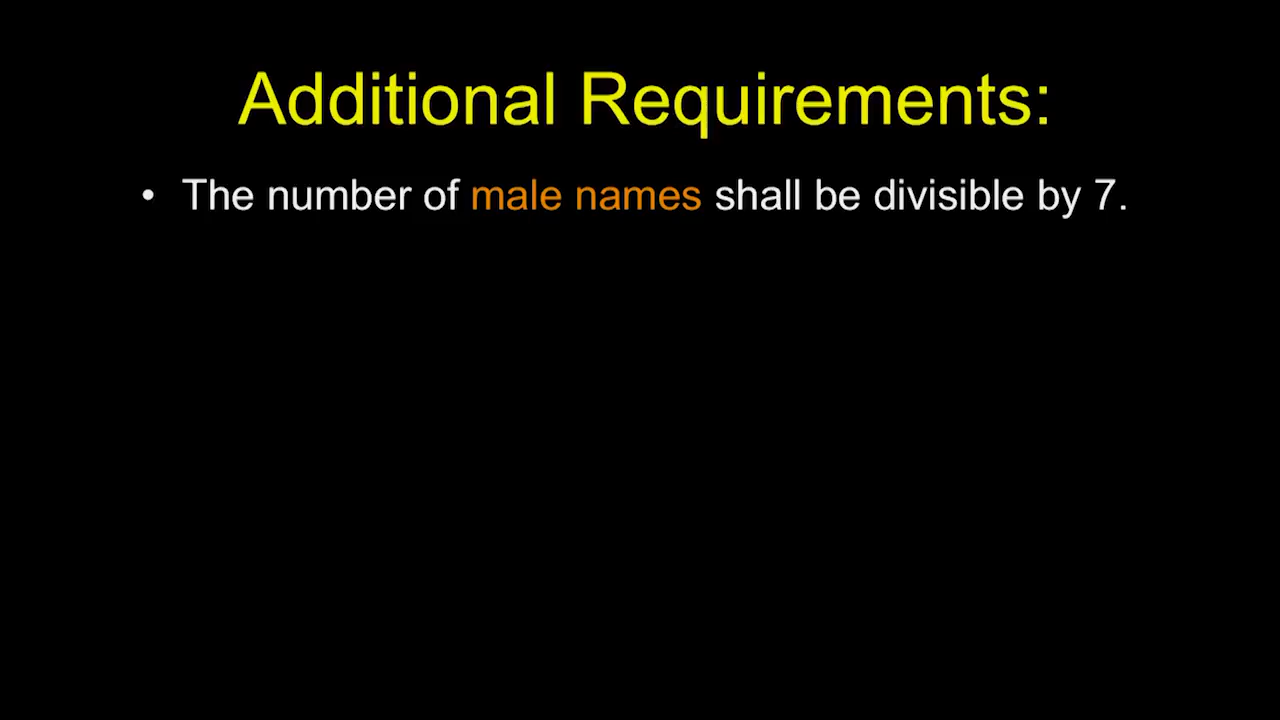 Additional Requirements:
• The number of male names shall be divisible by 7.